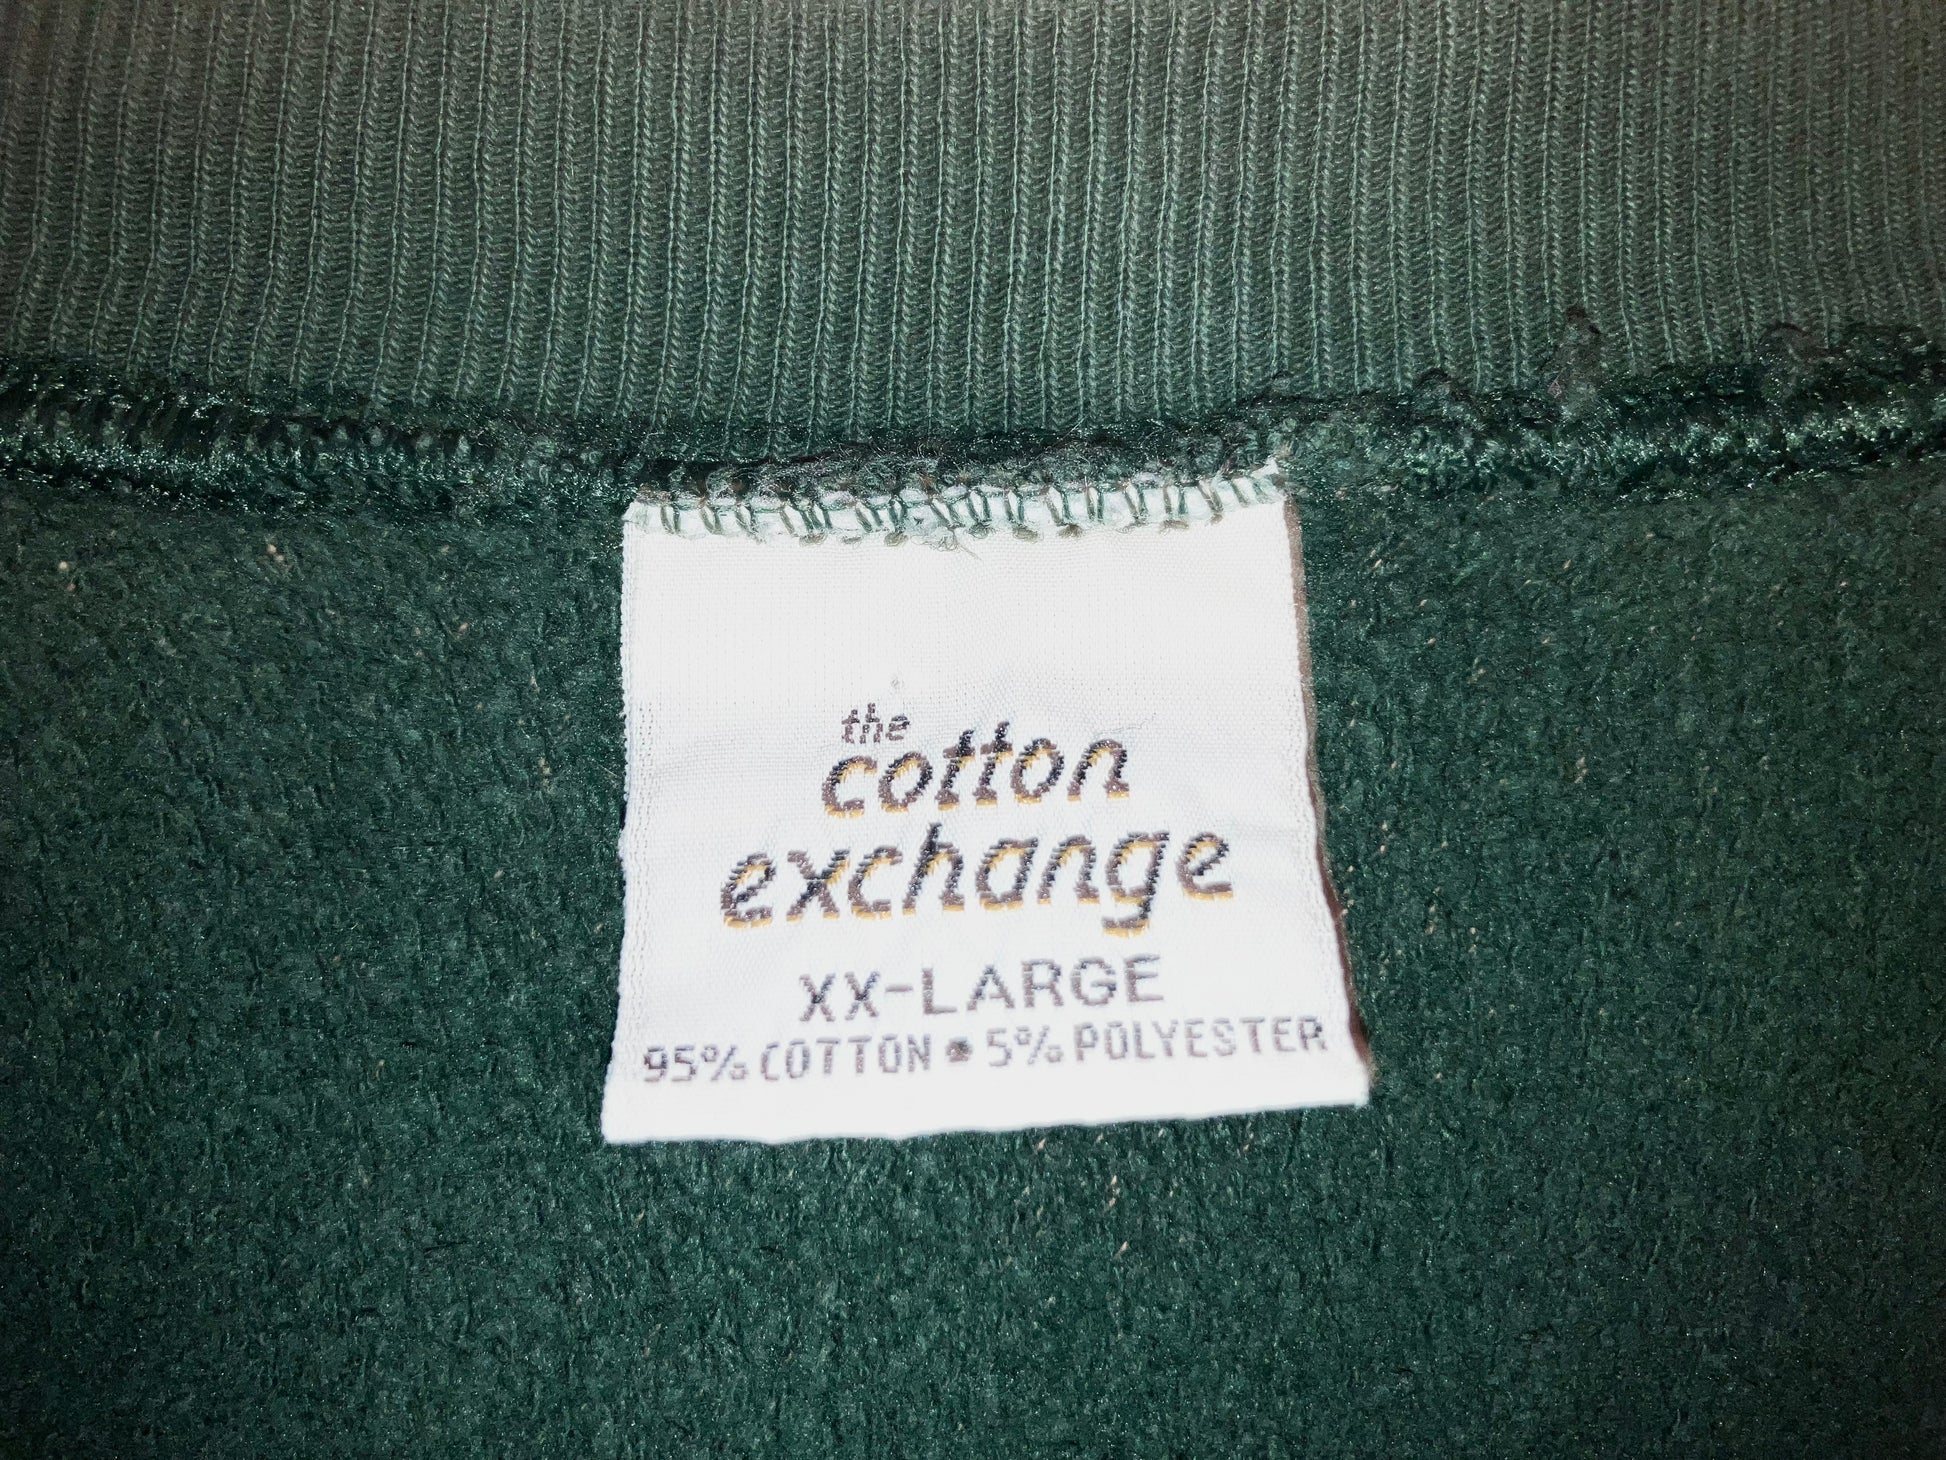 the
cotton
exchange
XX-LARGE
95% COTTON • 5% POLYESTER